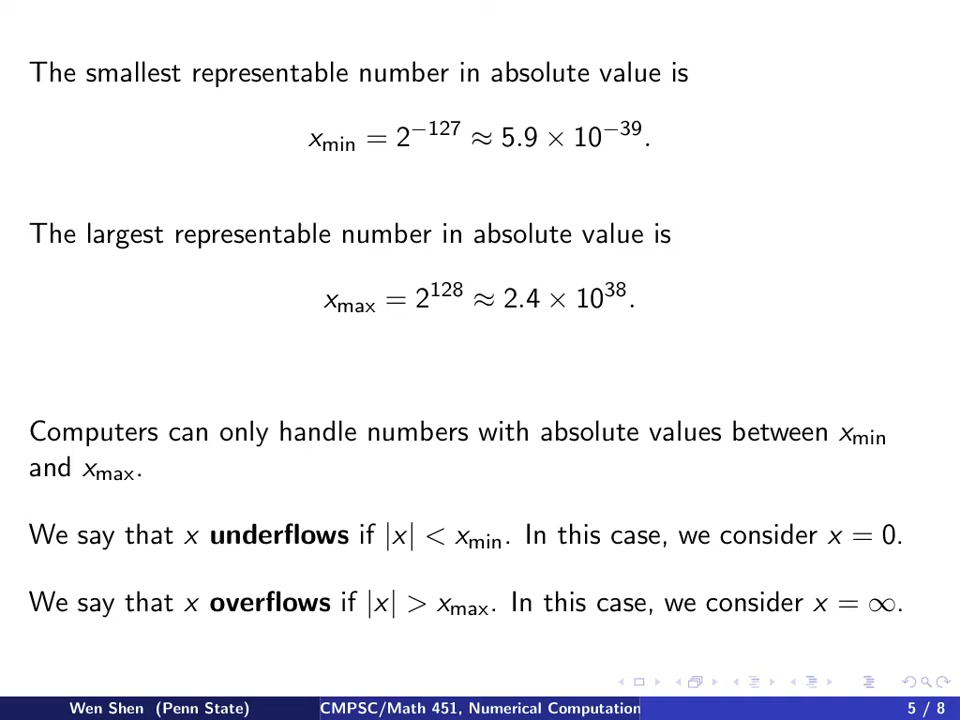 The smallest representable number in absolute value is
x_min = 2^−127 ≈ 5.9 × 10^−39.
The largest representable number in absolute value is
x_max = 2^128 ≈ 2.4 × 10^38.
Computers can only handle numbers with absolute values between x_min
and x_max.
We say that x underflows if |x| < x_min. In this case, we consider x = 0.
We say that x overflows if |x| > x_max. In this case, we consider x = ∞.
Wen Shen (Penn State) CMPSC/Math 451, Numerical Computation 5 / 8